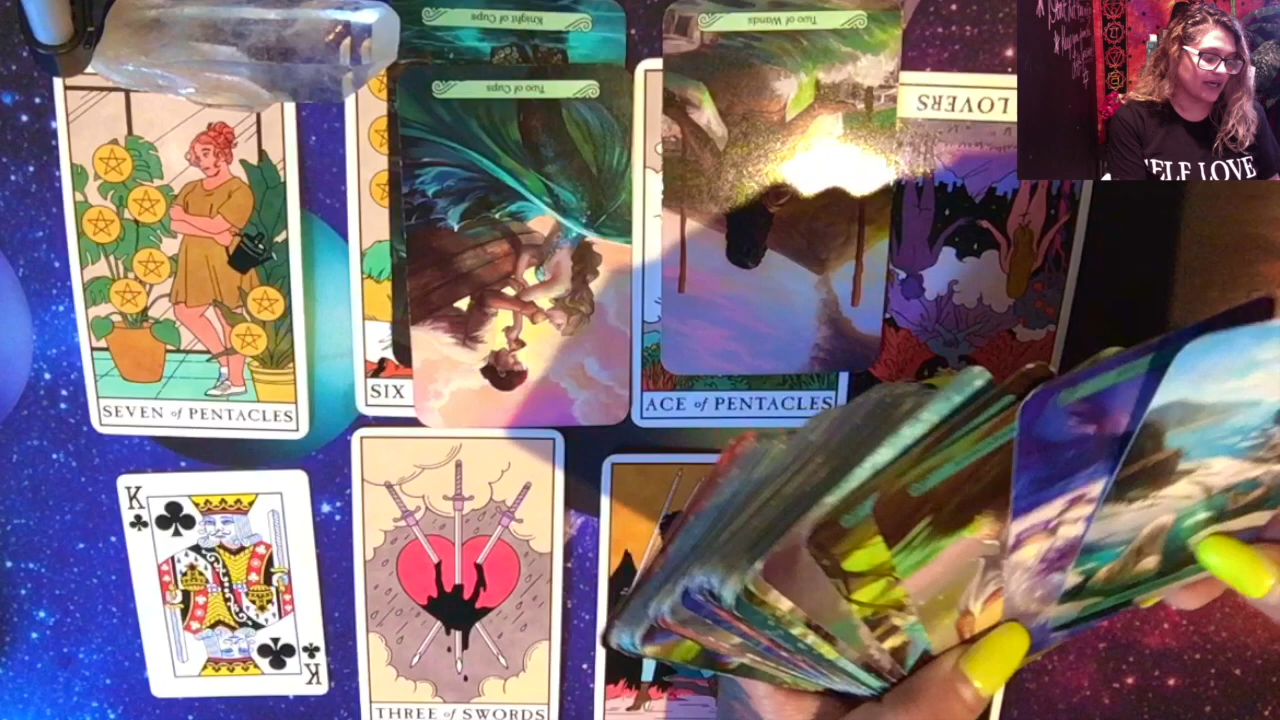 Knight of Cups
Two of Wands
Two of Cups
LOVERS
ELF LOVE
SEVEN of PENTACLES
SIX
ACE of PENTACLES
K
K
THREE of SWORDS